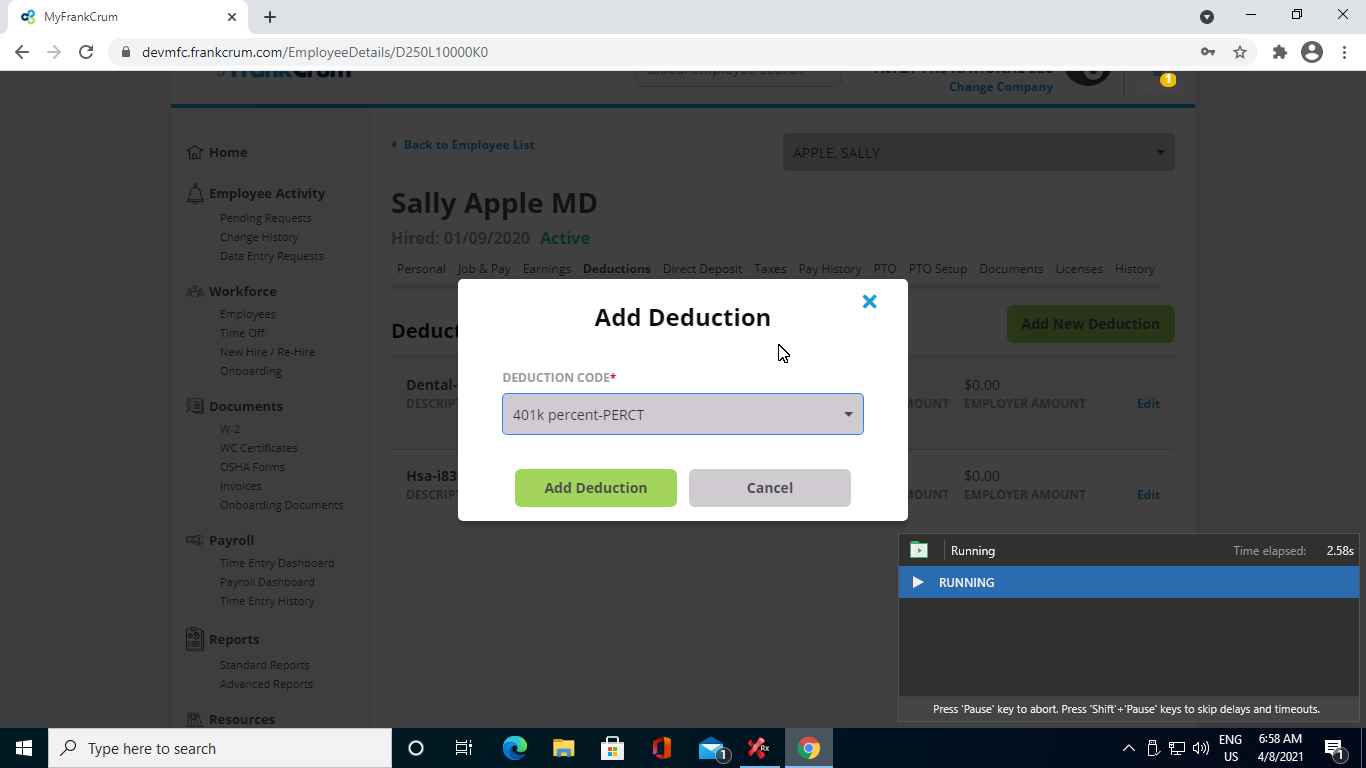 MyFrankCrum
devmfc.frankcrum.com/EmployeeDetails/D250L10000K0
FrankCrum
1
Change Company
Home
Employee Activity
Pending Requests
Change History
Data Entry Requests
Workforce
Employees
Time Off
New Hire / Re-Hire
Onboarding
Documents
W-2
WC Certificates
OSHA Forms
Invoices
Onboarding Documents
Payroll
Time Entry Dashboard
Payroll Dashboard
Time Entry History
Reports
Standard Reports
Advanced Reports
Resources
Back to Employee List
APPLE, SALLY
Sally Apple MD
Hired: 01/09/2020 Active
Personal Job & Pay Earnings Deductions Direct Deposit Taxes Pay History PTO PTO Setup Documents Licenses History
Deduct
Add New Deduction
Dental-
$0.00
DESCRIP
OUNT
EMPLOYER AMOUNT
Edit
Hsa-i83
$0.00
DESCRIP
OUNT
EMPLOYER AMOUNT
Edit
Add Deduction
DEDUCTION CODE*
401k percent-PERCT
Add Deduction
Cancel
Running
Time elapsed: 2.58s
RUNNING
Press 'Pause' key to abort. Press 'Shift'+'Pause' keys to skip delays and timeouts.
Type here to search
1
Rx
ENG
US
6:58 AM
4/8/2021
1